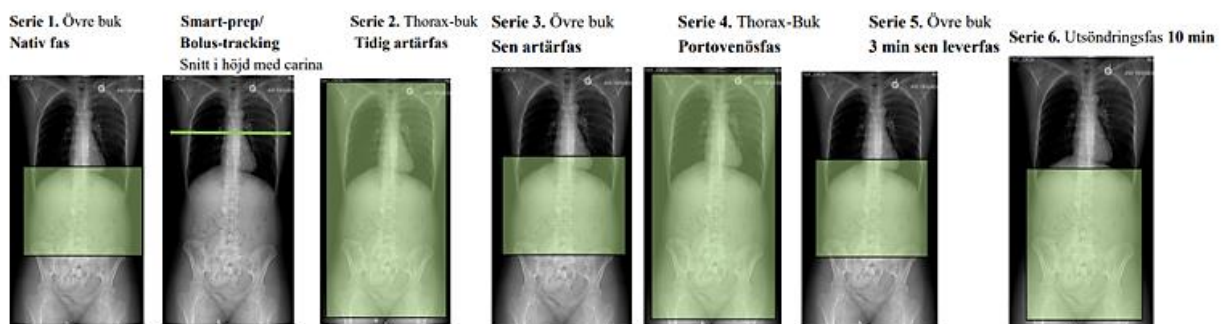 Serie 1. Övre buk
Nativ fas
Smart-prep/
Bolus-tracking
Snitt i höjd med carina
Serie 2. Thorax-buk
Tidig artärfas
Serie 3. Övre buk
Sen artärfas
Serie 4. Thorax-Buk
Portovenösfas
Serie 5. Övre buk
3 min sen leverfas
Serie 6. Utsöndringsfas 10 min